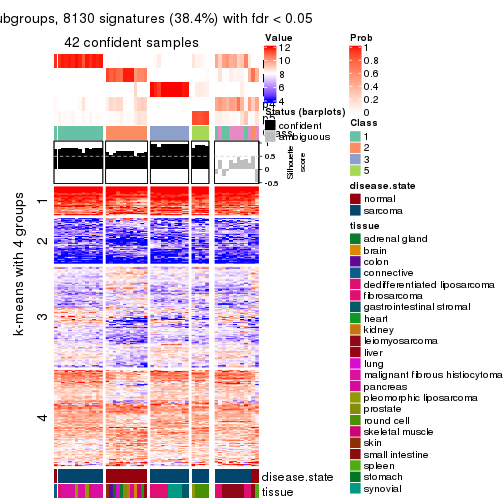 ubgroups, 8130 signatures (38.4%) with fdr < 0.05
42 confident samples
k-means with 4 groups
1
2
3
4
1
0.5
0
-0.5
Silhouette
score
disease.state
tissue
Value
12
10
8
6
4
Status (barplots)
confident
ambiguous
Prob
1
0.8
0.6
0.4
0.2
0
Class
1
2
3
5
disease.state
normal
sarcoma
tissue
adrenal gland
brain
colon
connective
dedifferentiated liposarcoma
fibrosarcoma
gastrointestinal stromal
heart
kidney
leiomyosarcoma
liver
lung
malignant fibrous histiocytoma
pancreas
pleomorphic liposarcoma
prostate
round cell
skeletal muscle
skin
small intestine
spleen
stomach
synovial